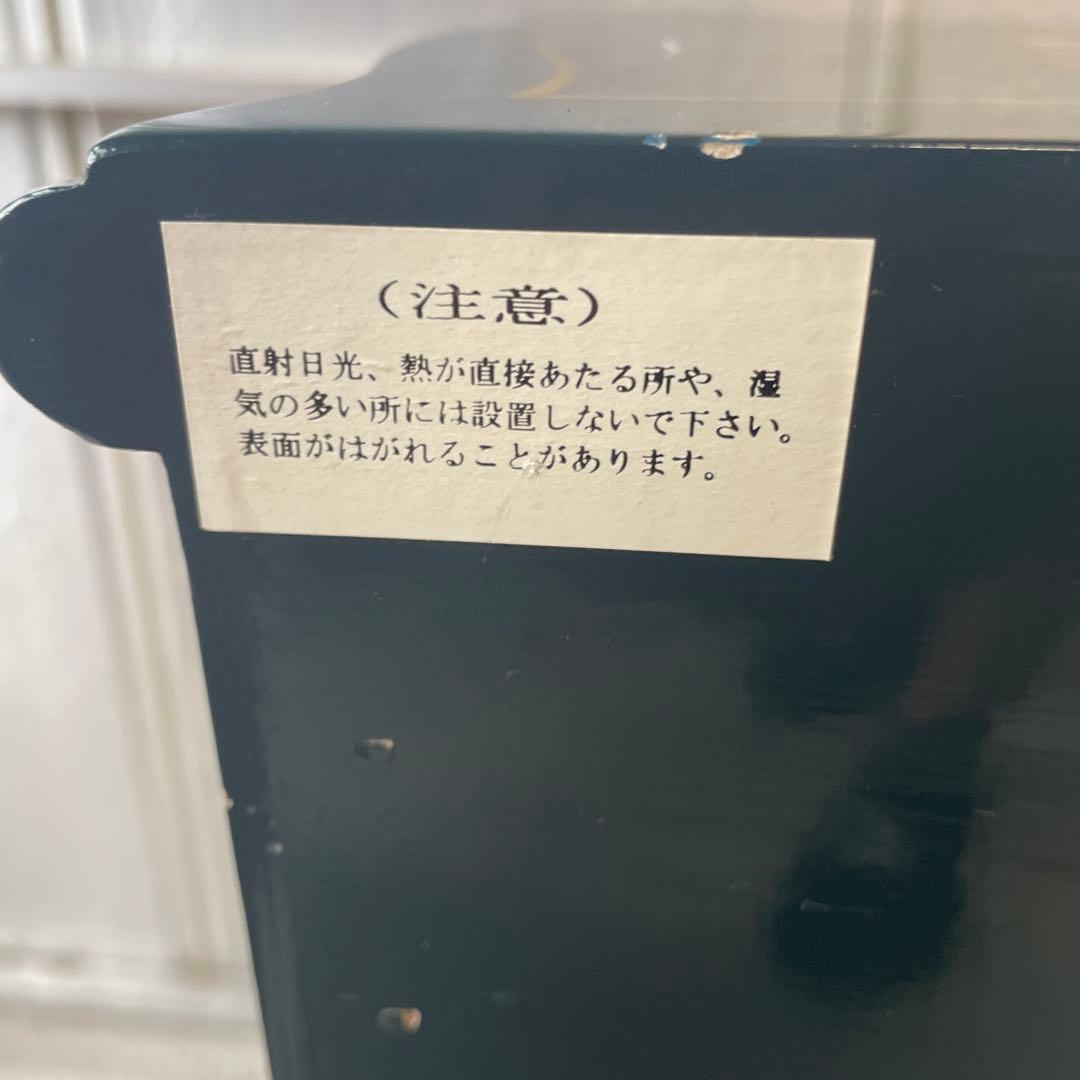 （注意）
直射日光、熱が直接あたる所や、湿
気の多い所には設置しないで下さい。
表面がはがれることがあります。